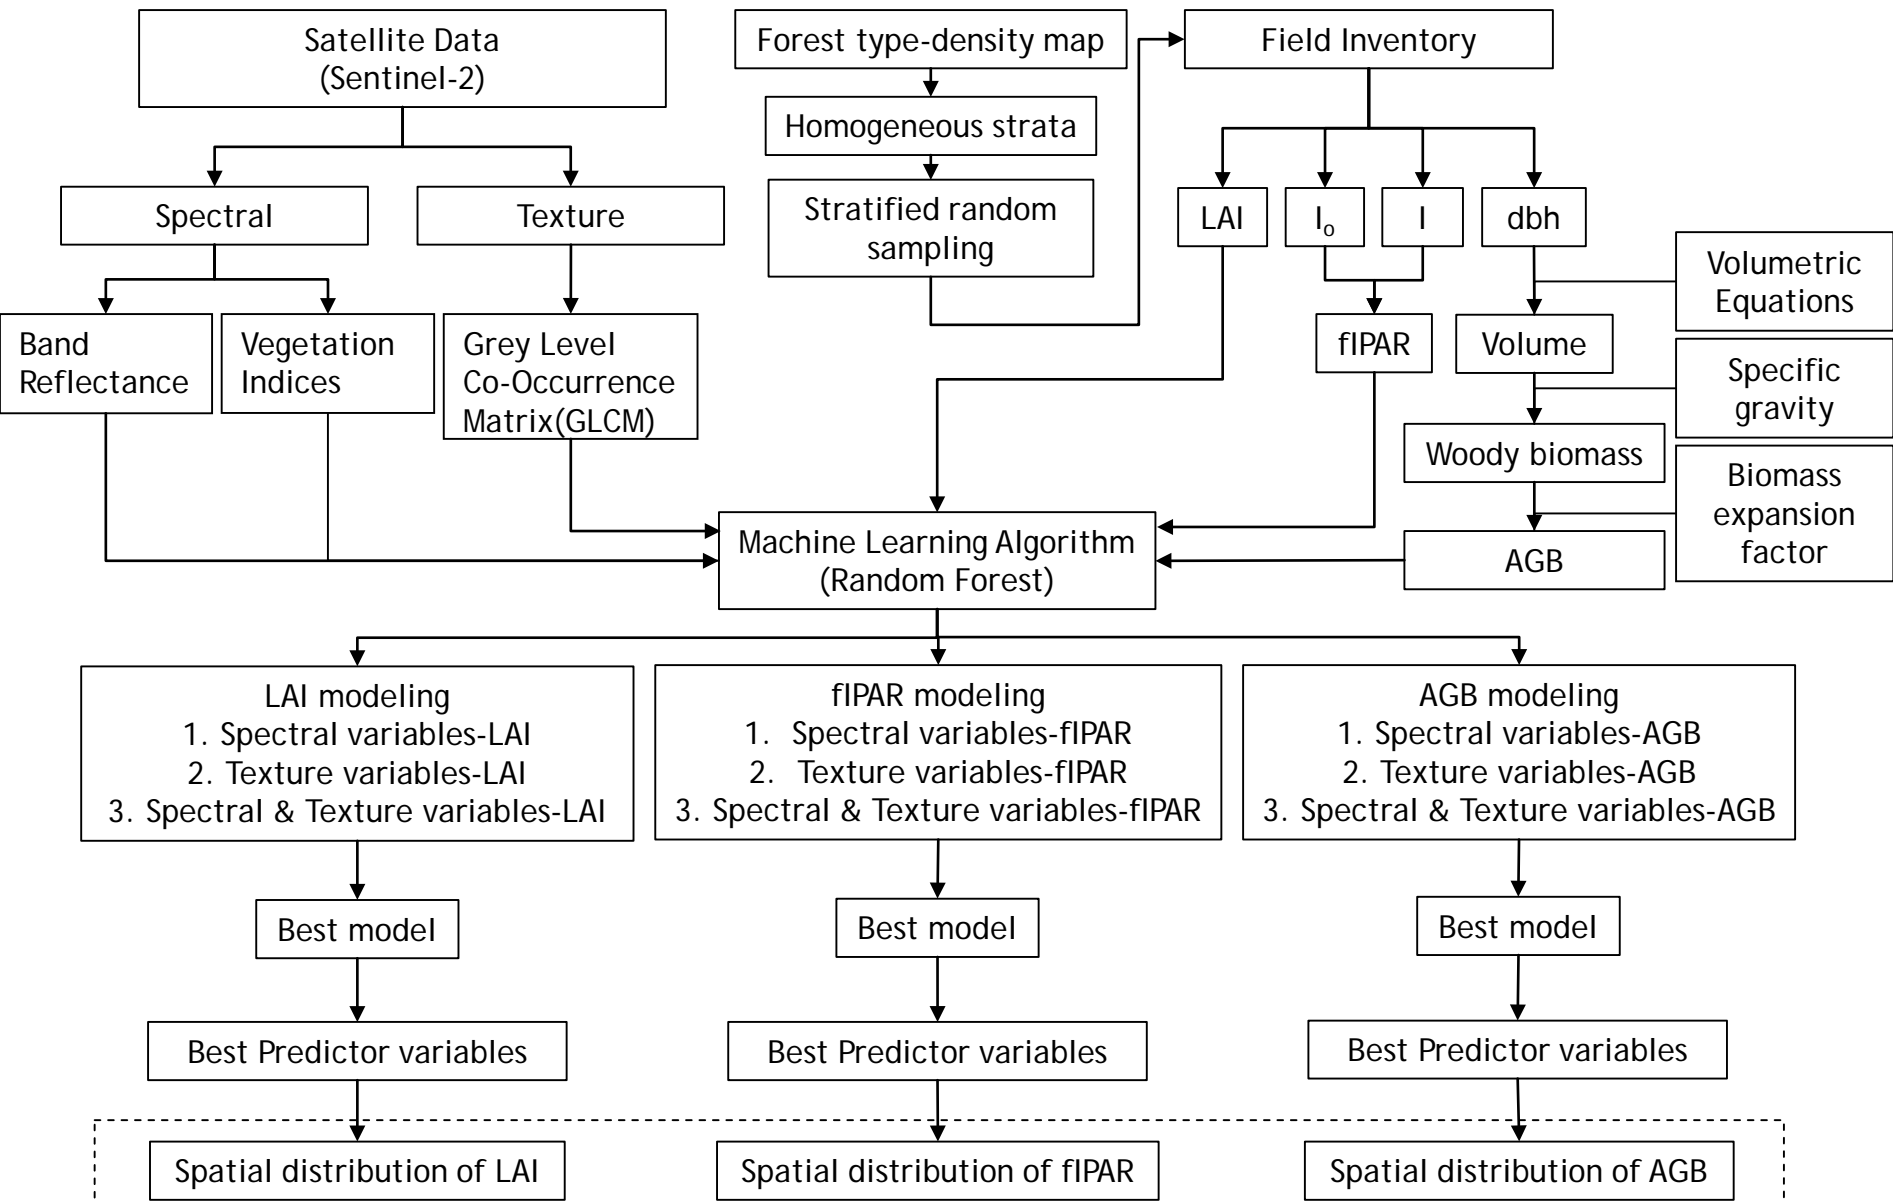 Satellite Data
(Sentinel-2)
Forest type-density map
Field Inventory
Homogeneous strata
Spectral
Texture
Stratified random
sampling
LAI
Io
I
dbh
Volumetric
Equations
Band
Reflectance
Vegetation
Indices
Grey Level
Co-Occurrence
Matrix(GLCM)
fIPAR
Volume
Specific
gravity
Woody biomass
Biomass
expansion
factor
Machine Learning Algorithm
(Random Forest)
AGB
LAI modeling
1. Spectral variables-LAI
2. Texture variables-LAI
3. Spectral & Texture variables-LAI
fIPAR modeling
1. Spectral variables-fIPAR
2. Texture variables-fIPAR
3. Spectral & Texture variables-fIPAR
AGB modeling
1. Spectral variables-AGB
2. Texture variables-AGB
3. Spectral & Texture variables-AGB
Best model
Best model
Best model
Best Predictor variables
Best Predictor variables
Best Predictor variables
Spatial distribution of LAI
Spatial distribution of fIPAR
Spatial distribution of AGB